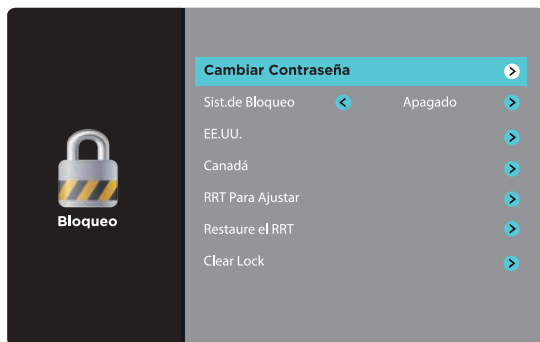 Bloqueo
Cambiar Contraseña
Sist.de Bloqueo Apagado
EE.UU.
Canadá
RRT Para Ajustar
Restaure el RRT
Clear Lock